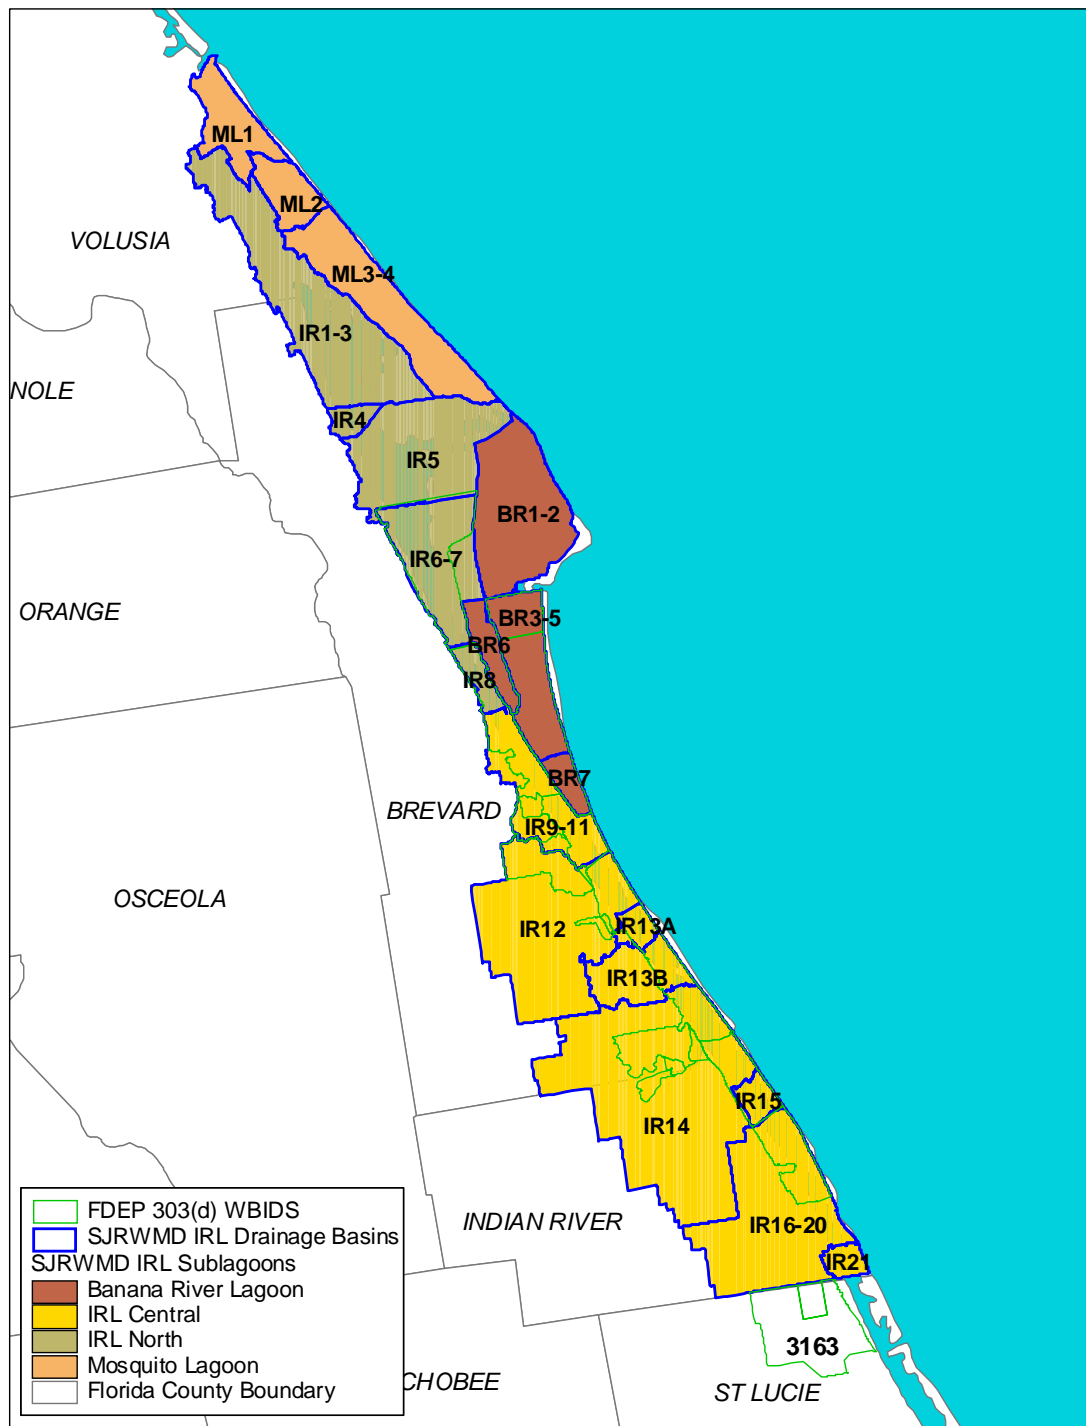 ML1
ML2
VOLUSIA
ML3-4
IR1-3
NOLE
IR4
IR5
BR1-2
IR6-7
ORANGE
BR3-5
BR6
IR8
BR7
BREVARD
IR9-11
OSCEOLA
IR12
IR13A
IR13B
IR15
IR14
INDIAN RIVER
IR16-20
IR21
3163
CHOBEE
ST LUCIE
FDEP 303(d) WBIDS
SJRWMD IRL Drainage Basins
SJRWMD IRL Sublagoons
Banana River Lagoon
IRL Central
IRL North
Mosquito Lagoon
Florida County Boundary